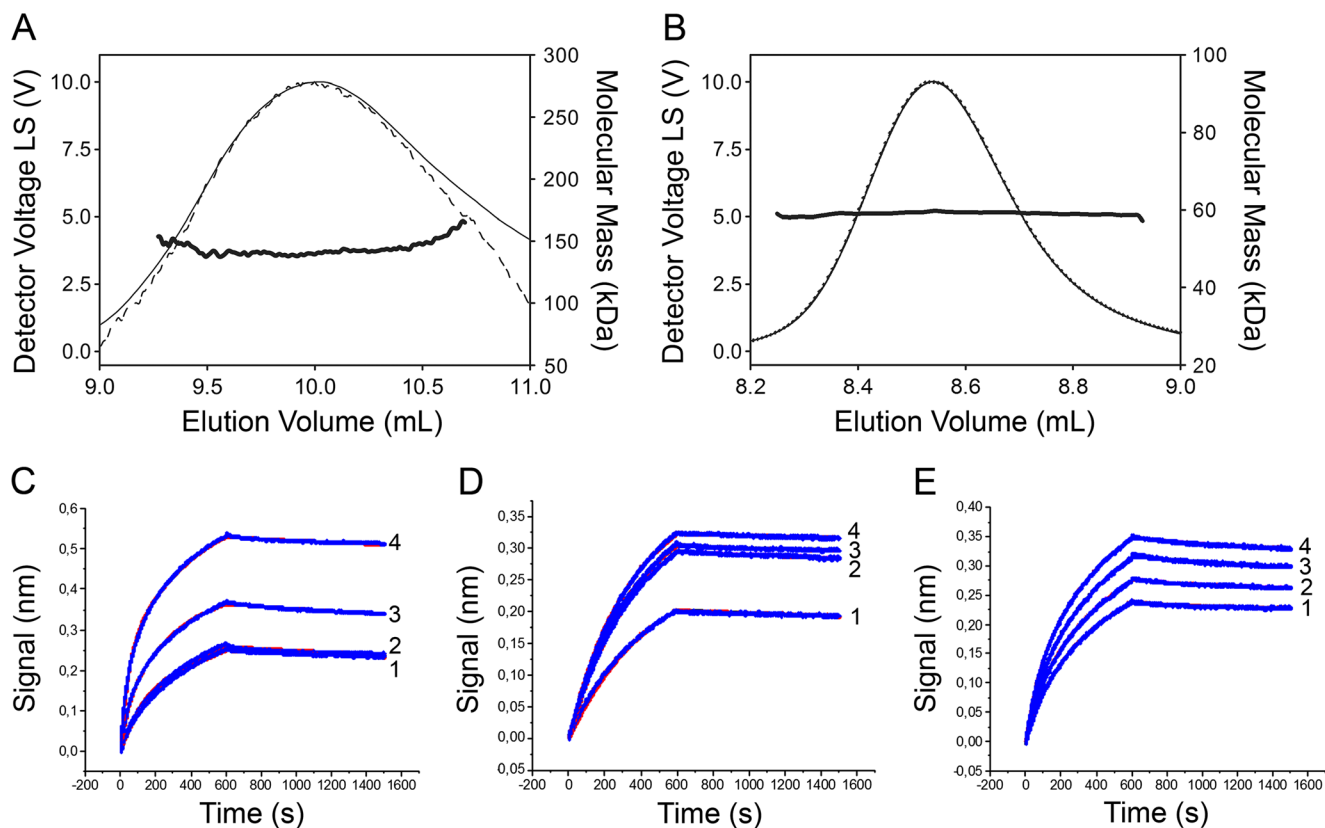 A
B
10.0
7.5
5.0
2.5
0.0
Detector Voltage LS (V)
300
250
200
150
100
50
Molecular Mass (kDa)
9.0 9.5 10.0 10.5 11.0
Elution Volume (mL)
10.0
7.5
5.0
2.5
0.0
Detector Voltage LS (V)
100
80
60
40
20
Molecular Mass (kDa)
8.2 8.4 8.6 8.8 9.0
Elution Volume (mL)
C
D
E
0,6
0,5
0,4
0,3
0,2
0,1
0,0
Signal (nm)
4
3
2
1
-200 0 200 400 600 800 1000 1200 1400 1600
Time (s)
0,35
0,30
0,25
0,20
0,15
0,10
0,05
0,00
0,05
Signal (nm)
4
3
2
1
-200 0 200 400 600 800 1000 1200 1400 1600
Time (s)
0,40
0,35
0,30
0,25
0,20
0,15
0,10
0,05
0,00
-0,05
Signal (nm)
4
3
2
1
-200 0 200 400 600 800 1000 1200 1400 1600
Time (s)